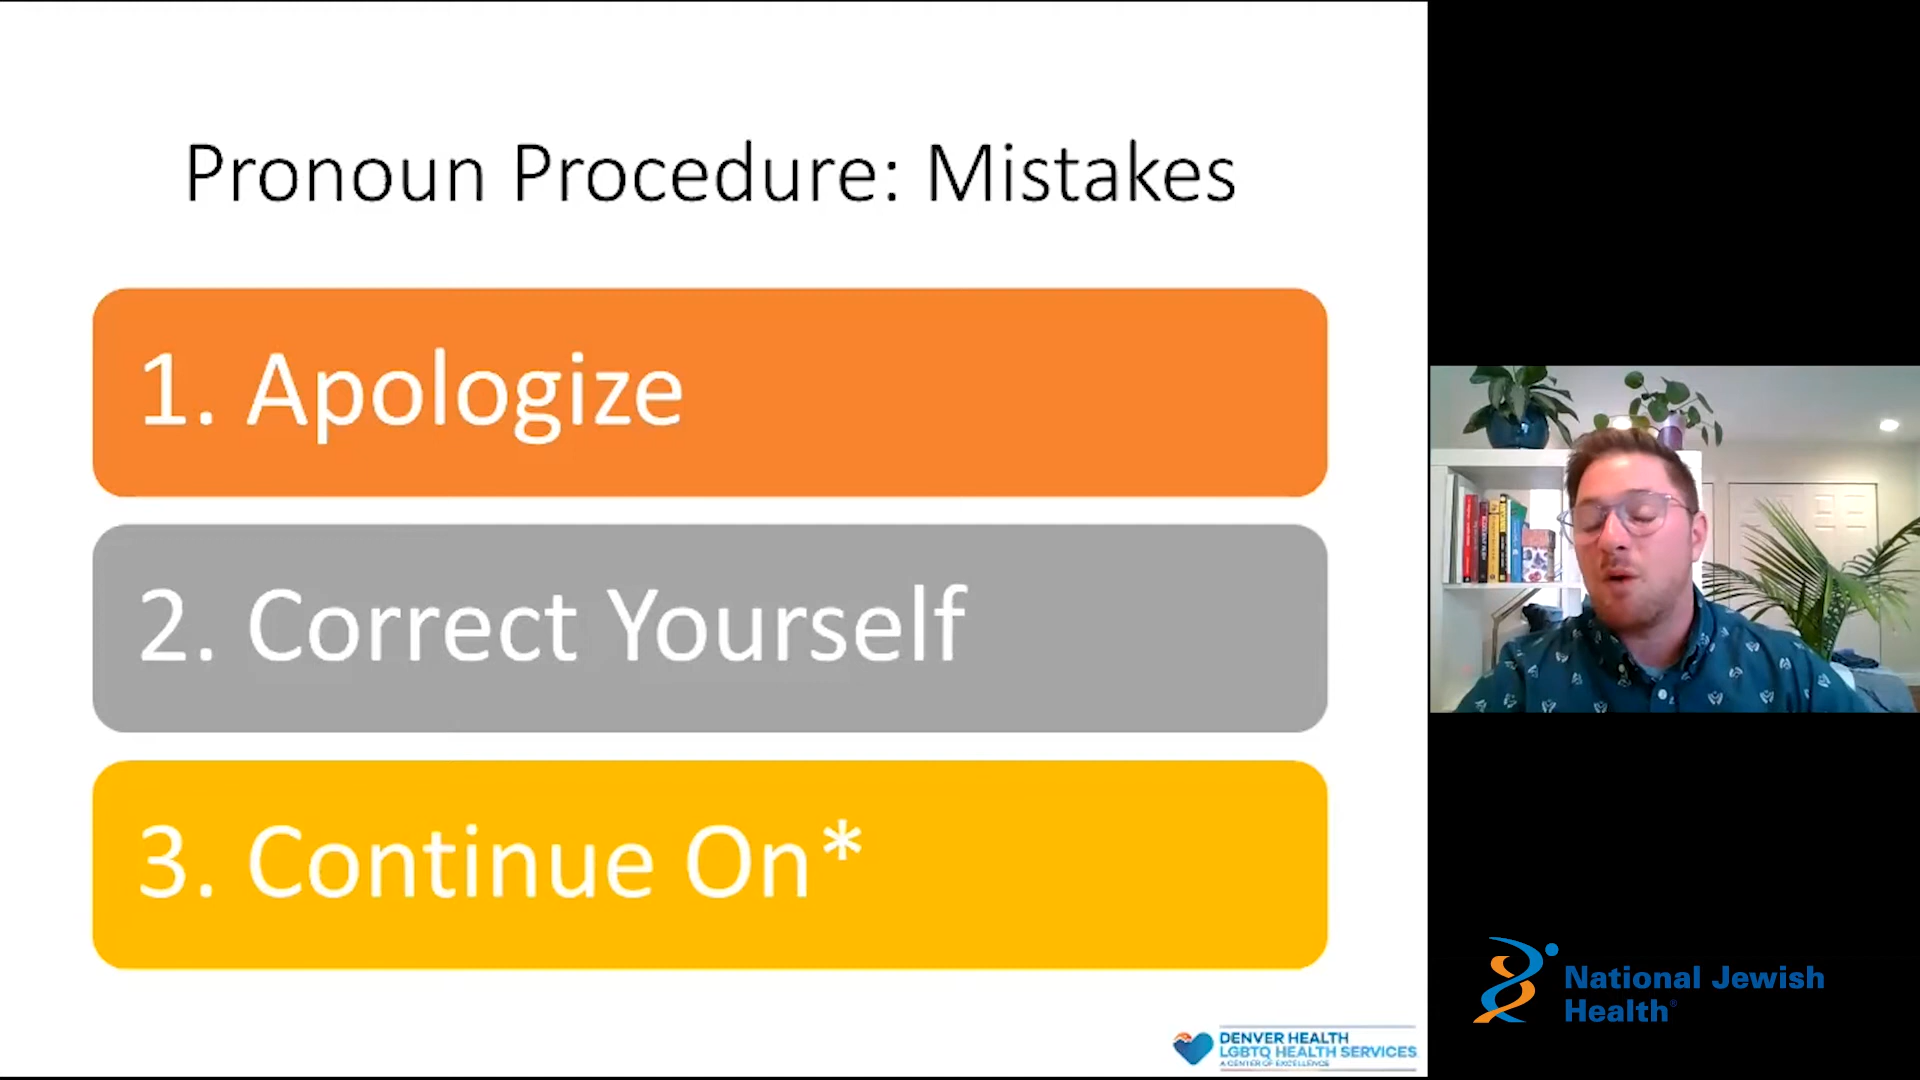 Pronoun Procedure: Mistakes
1. Apologize
2. Correct Yourself
3. Continue On*
DENVER HEALTH
LGBTQ HEALTH SERVICES
A CENTER OF EXCELLENCE
National Jewish
Health®